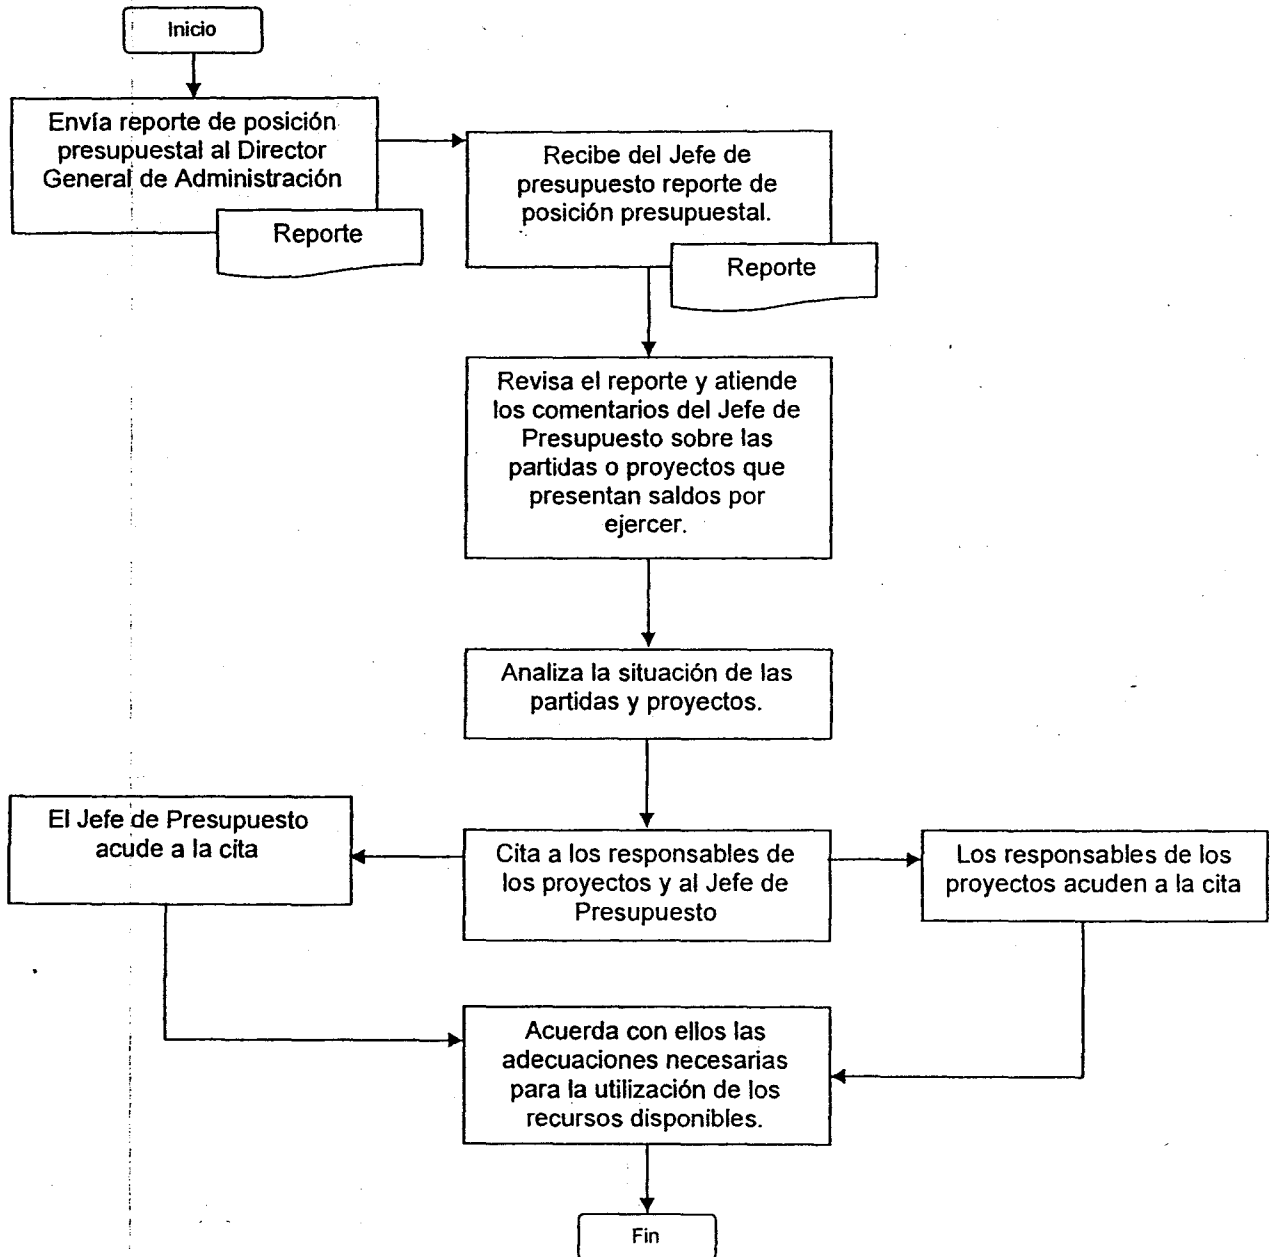 Inicio
Envía reporte de posición
presupuestal al Director
General de Administración
Reporte
Recibe del Jefe de
presupuesto reporte de
posición presupuestal.
Reporte
Revisa el reporte y atiende
los comentarios del Jefe de
Presupuesto sobre las
partidas o proyectos que
presentan saldos por
ejercer.
Analiza la situación de las
partidas y proyectos.
El Jefe de Presupuesto
acude a la cita
Cita a los responsables de
los proyectos y al Jefe de
Presupuesto
Los responsables de los
proyectos acuden a la cita
Acuerda con ellos las
adecuaciones necesarias
para la utilización de los
recursos disponibles.
Fin